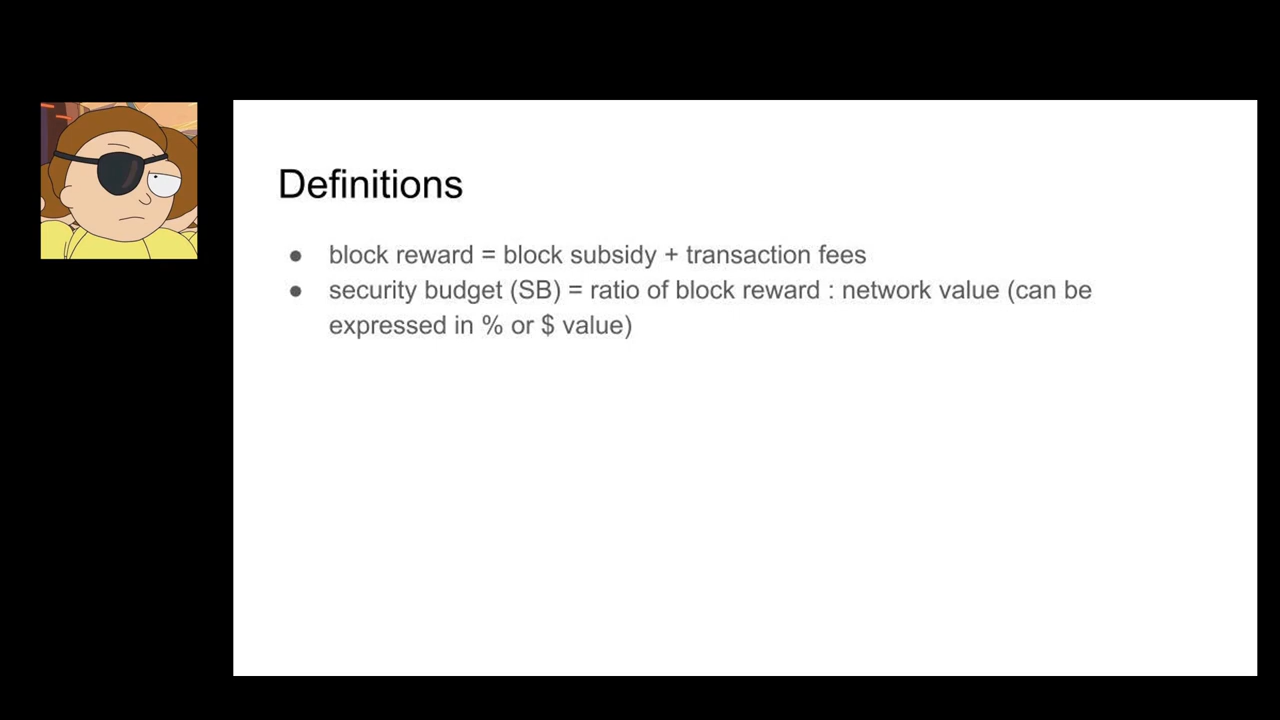 Definitions
● block reward = block subsidy + transaction fees
● security budget (SB) = ratio of block reward : network value (can be
expressed in % or $ value)